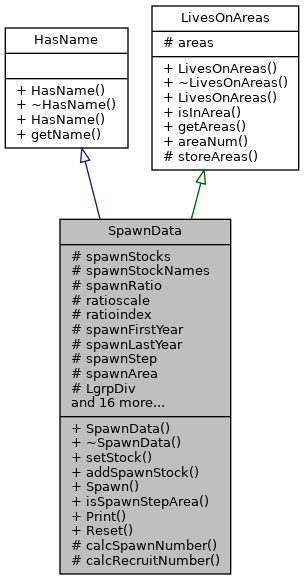 HasName
+ HasName()
+ ~HasName()
+ HasName()
+ getName()
LivesOnAreas
# areas
+ LivesOnAreas()
+ ~LivesOnAreas()
+ LivesOnAreas()
+ isInArea()
+ getAreas()
+ areaNum()
# storeAreas()
SpawnData
# spawnStocks
# spawnStockNames
# spawnRatio
# ratioscale
# ratioindex
# spawnFirstYear
# spawnLastYear
# spawnStep
# spawnArea
# LgrpDiv
and 16 more...
+ SpawnData()
+ ~SpawnData()
+ setStock()
+ addSpawnStock()
+ Spawn()
+ isSpawnStepArea()
+ Print()
+ Reset()
# calcSpawnNumber()
# calcRecruitNumber()